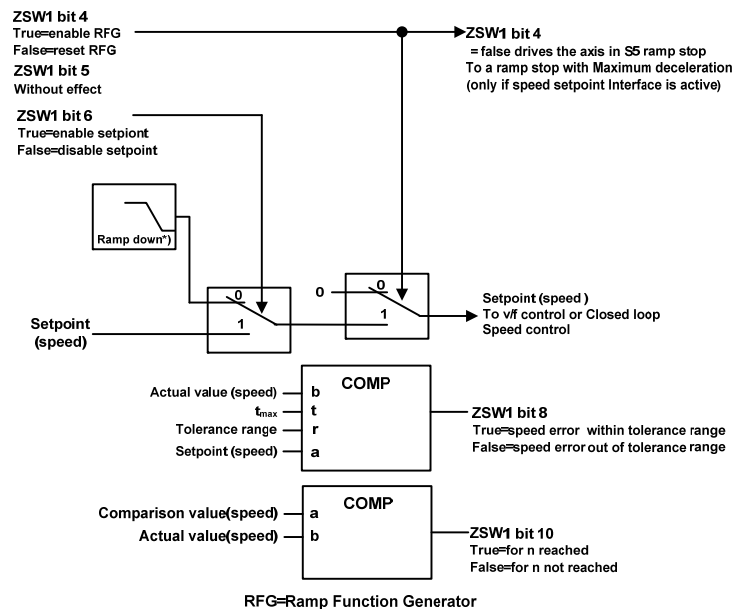 ZSW1 bit 4
True=enable RFG
False=reset RFG
ZSW1 bit 5
Without effect
ZSW1 bit 6
True=enable setpiont
False=disable setpoint
ZSW1 bit 4
= false drives the axis in S5 ramp stop
To a ramp stop with Maximum deceleration
(only if speed setpoint Interface is active)
Ramp down*)
0
1
Setpoint
(speed)
0
0
1
Setpoint (speed )
To v/f control or Closed loop
Speed control
COMP
Actual value (speed)
b
tmax
t
Tolerance range
r
Setpoint (speed)
a
ZSW1 bit 8
True=speed error within tolerance range
False=speed error out of tolerance range
COMP
Comparison value(speed)
a
Actual value(speed)
b
ZSW1 bit 10
True=for n reached
False=for n not reached
RFG=Ramp Function Generator